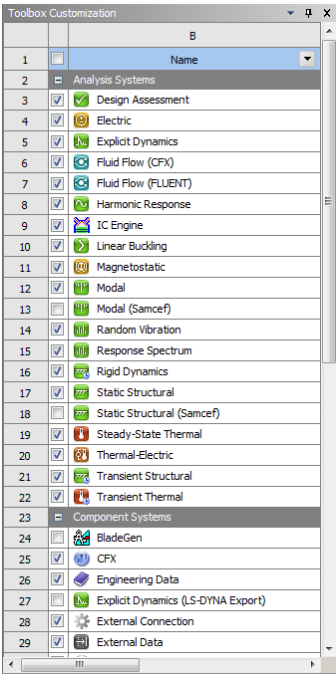 Toolbox Customization
B
1 Name
2 Analysis Systems
3 Design Assessment
4 Electric
5 Explicit Dynamics
6 Fluid Flow (CFX)
7 Fluid Flow (FLUENT)
8 Harmonic Response
9 IC Engine
10 Linear Buckling
11 Magnetostatic
12 Modal
13 Modal (Samcef)
14 Random Vibration
15 Response Spectrum
16 Rigid Dynamics
17 Static Structural
18 Static Structural (Samcef)
19 Steady-State Thermal
20 Thermal-Electric
21 Transient Structural
22 Transient Thermal
23 Component Systems
24 BladeGen
25 CFX
26 Engineering Data
27 Explicit Dynamics (LS-DYNA Export)
28 External Connection
29 External Data